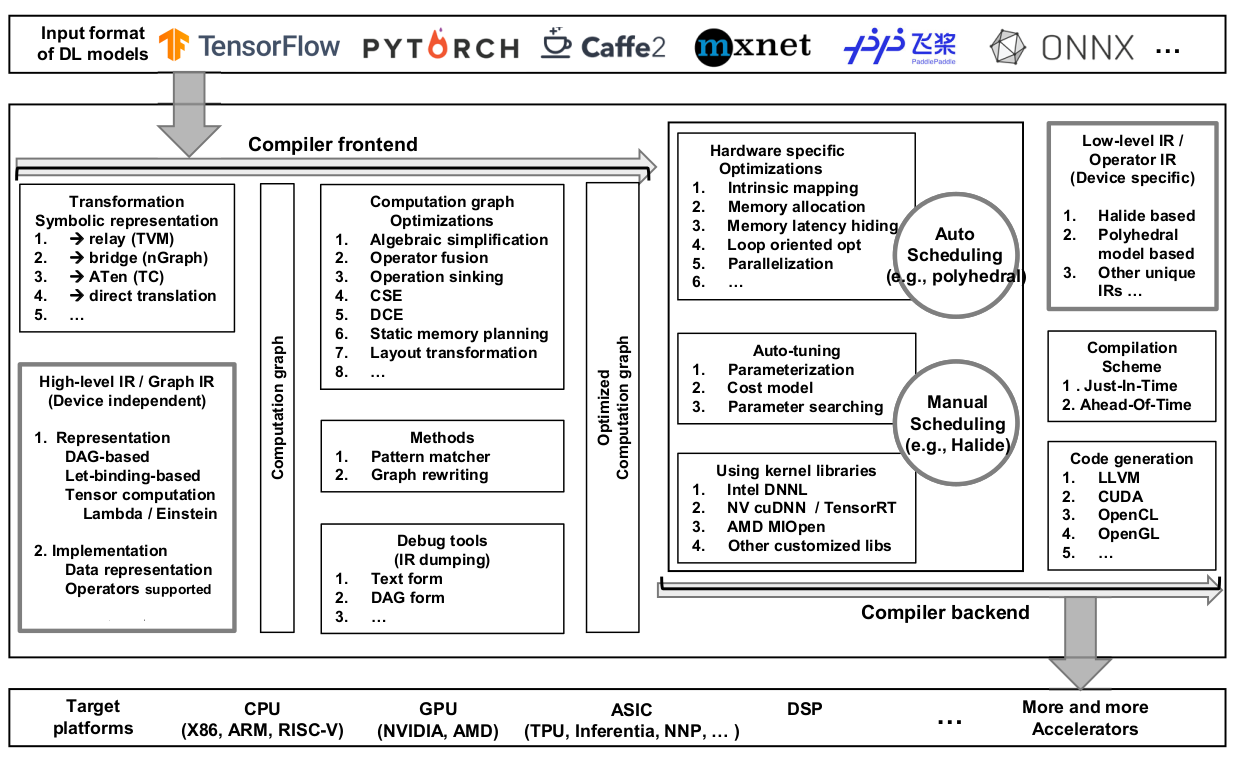 Input format
of DL models
TensorFlow
PYTORCH
Caffe2
mxnet
飞桨
PaddlePaddle
ONNX
...
Compiler frontend
Transformation
Symbolic representation
1. → relay (TVM)
2. → bridge (nGraph)
3. → ATen (TC)
4. → direct translation
5. ...
High-level IR / Graph IR
(Device independent)
1. Representation
DAG-based
Let-binding-based
Tensor computation
Lambda / Einstein
2. Implementation
Data representation
Operators supported
Computation graph
Computation graph
Optimizations
1. Algebraic simplification
2. Operator fusion
3. Operation sinking
4. CSE
5. DCE
6. Static memory planning
7. Layout transformation
8. ...
Methods
1. Pattern matcher
2. Graph rewriting
Debug tools
(IR dumping)
1. Text form
2. DAG form
3. ...
Optimized
Computation graph
Hardware specific
Optimizations
1. Intrinsic mapping
2. Memory allocation
3. Memory latency hiding
4. Loop oriented opt
5. Parallelization
6. ...
Auto
Scheduling
(e.g., polyhedral)
Auto-tuning
1. Parameterization
2. Cost model
3. Parameter searching
Manual
Scheduling
(e.g., Halide)
Using kernel libraries
1. Intel DNNL
2. NV cuDNN / TensorRT
3. AMD MIOpen
4. Other customized libs
Low-level IR /
Operator IR
(Device specific)
1. Halide based
2. Polyhedral
model based
3. Other unique
IRs ...
Compilation
Scheme
1 . Just-In-Time
2. Ahead-Of-Time
Code generation
1. LLVM
2. CUDA
3. OpenCL
4. OpenGL
5. ...
Compiler backend
Target
platforms
CPU
(X86, ARM, RISC-V)
GPU
(NVIDIA, AMD)
ASIC
(TPU, Inferentia, NNP, ... )
DSP
...
More and more
Accelerators